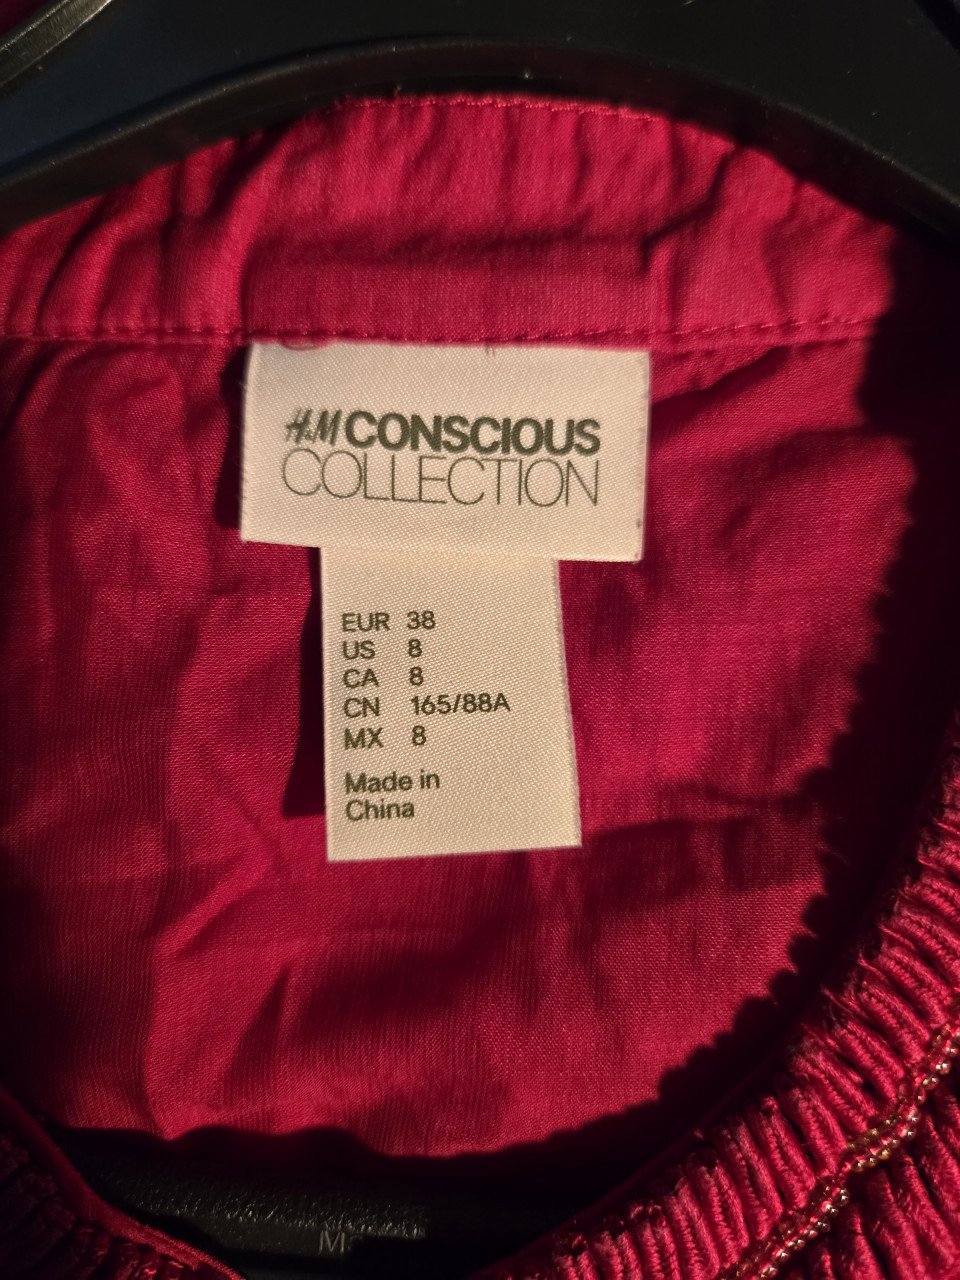 H&M CONSCIOUS
COLLECTION
EUR 38
US 8
CA 8
CN 165/88A
MX 8
Made in
China